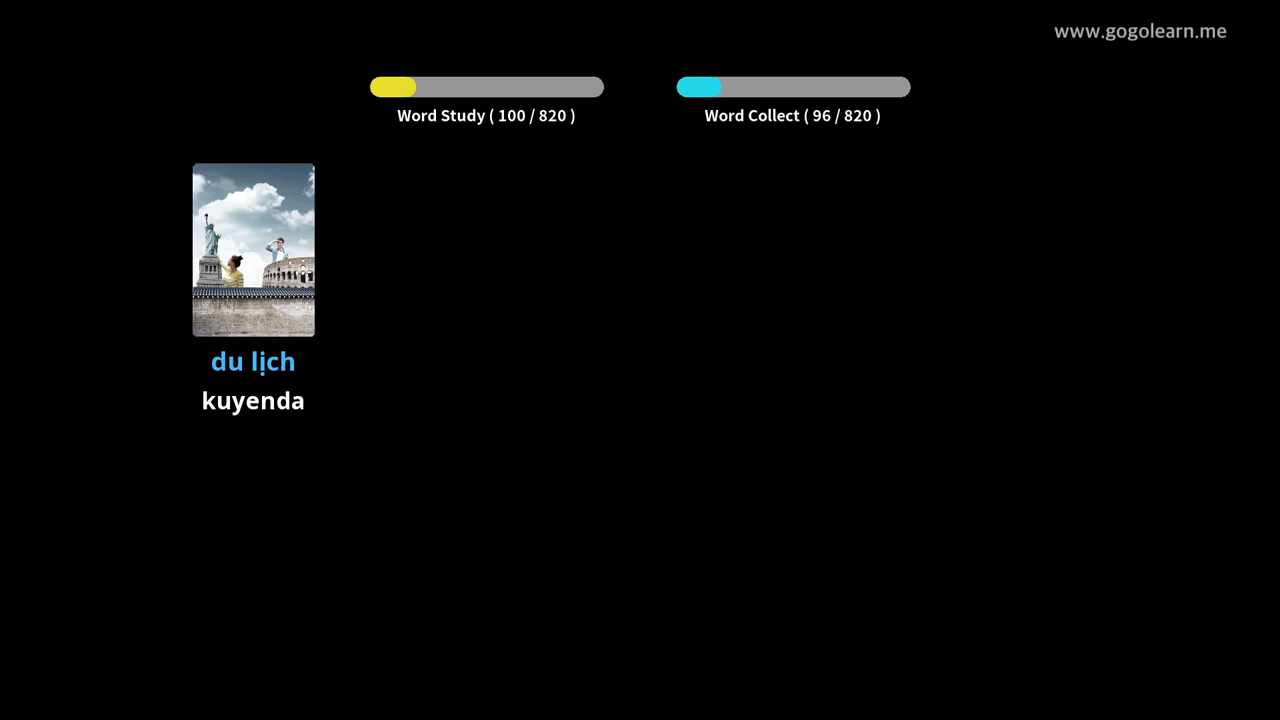 www.gogolearn.me
Word Study ( 100 / 820 )
Word Collect ( 96 / 820 )
du lịch
kuyenda